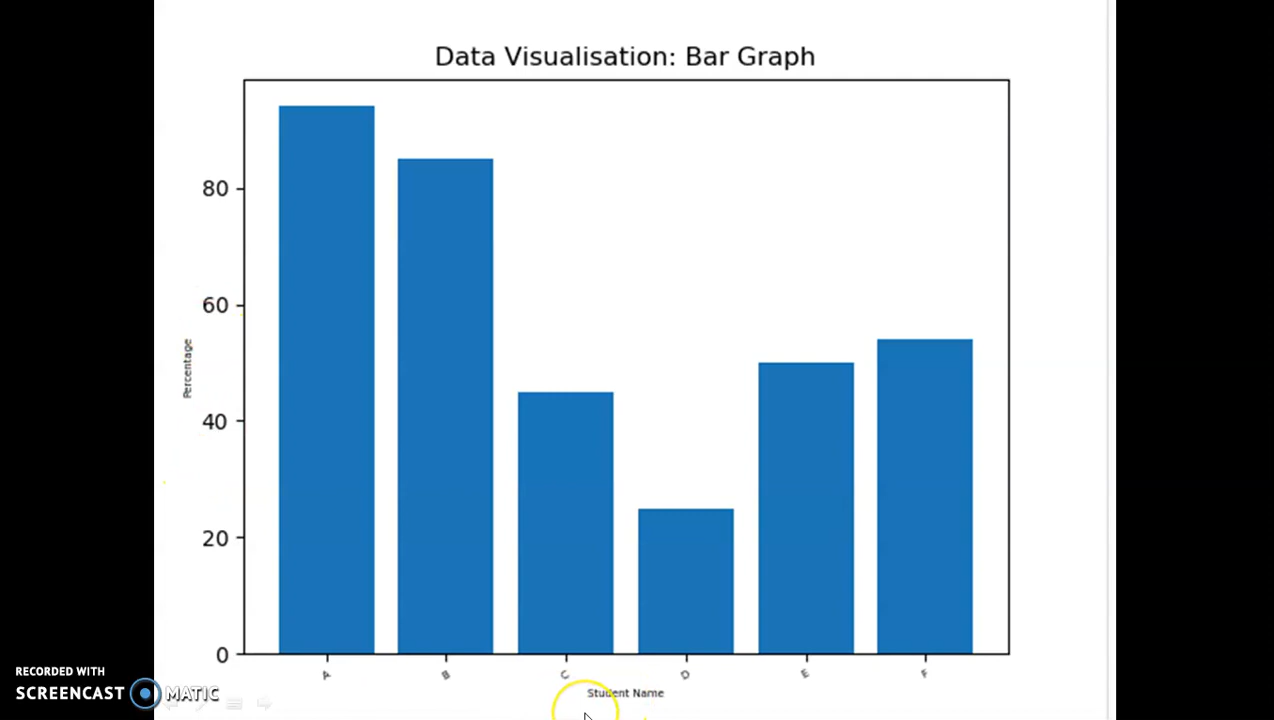 Data Visualisation: Bar Graph
80
60
Percentage
40
20
0
A B C D E F
Student Name
RECORDED WITH
SCREENCAST MATIC